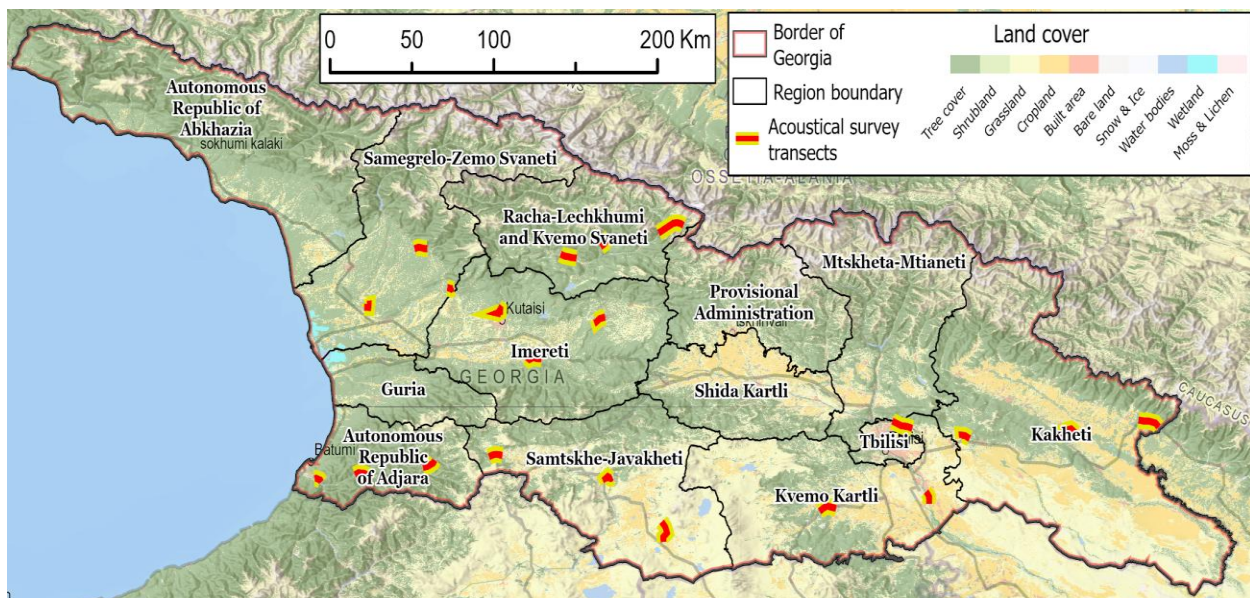 0 50 100 200 Km
Border of
Georgia
Region boundary
Acoustical survey
transects
Land cover
Tree cover
Shrubland
Grassland
Cropland
Built area
Bare land
Snow & Ice
Water bodies
Wetland
Moss & Lichen
Autonomous
Republic of
Abkhazia
sokhumi kalaki
Samegrelo-Zemo Svaneti
OSSETIA-ALANIA
Racha-Lechkhumi
and Kvemo Svaneti
Mtskheta-Mtianeti
Provisional
Administration
Kutaisi
Imereti
GEORGIA
Shida Kartli
Guria
CAUCASUS
Autonomous
Republic
of Adjara
Batumi
Samtskhe-Javakheti
Tbilisi
Kakheti
Kvemo Kartli